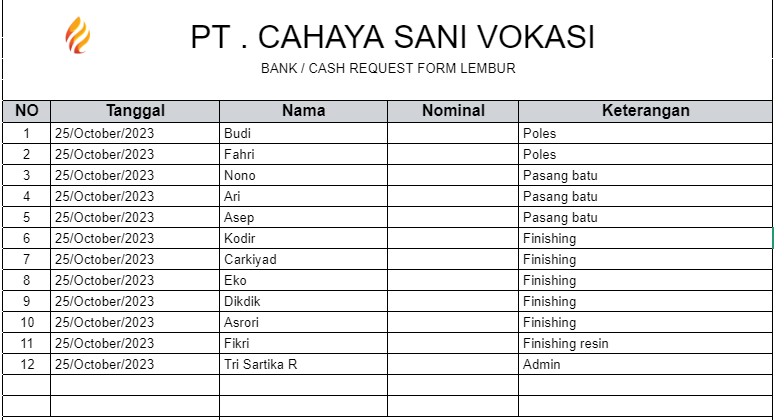 PT . CAHAYA SANI VOKASI
BANK / CASH REQUEST FORM LEMBUR
NO Tanggal Nama Nominal Keterangan
1 25/October/2023 Budi Poles
2 25/October/2023 Fahri Poles
3 25/October/2023 Nono Pasang batu
4 25/October/2023 Ari Pasang batu
5 25/October/2023 Asep Pasang batu
6 25/October/2023 Kodir Finishing
7 25/October/2023 Carkiyad Finishing
8 25/October/2023 Eko Finishing
9 25/October/2023 Dikdik Finishing
10 25/October/2023 Asrori Finishing
11 25/October/2023 Fikri Finishing resin
12 25/October/2023 Tri Sartika R Admin